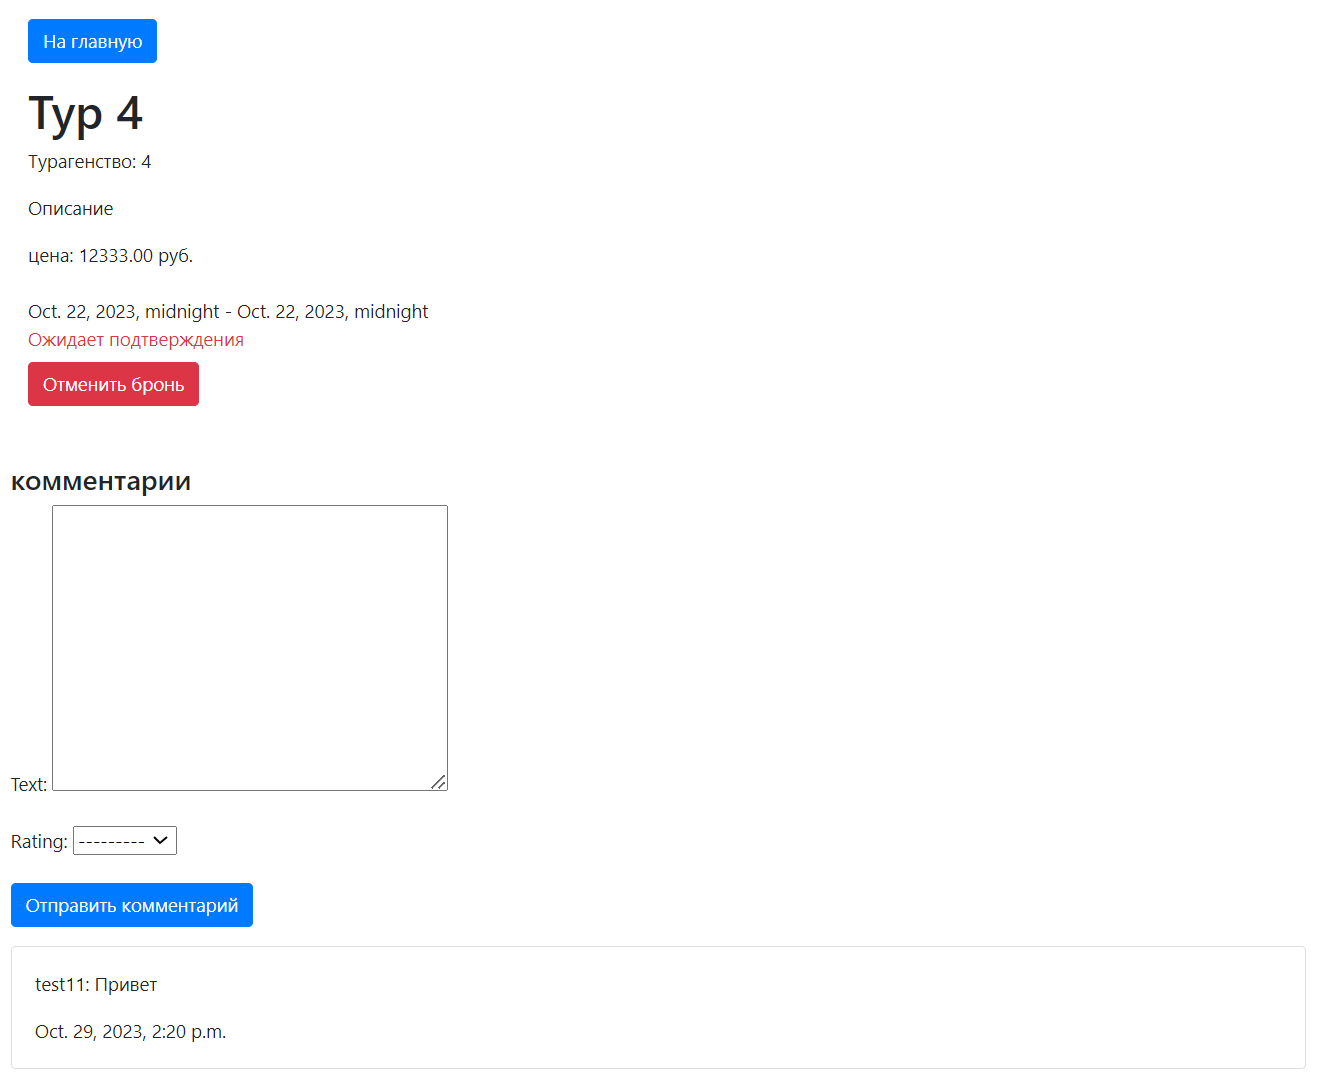 На главную
Тур 4
Турагенство: 4
Описание
цена: 12333.00 руб.
Oct. 22, 2023, midnight - Oct. 22, 2023, midnight
Ожидает подтверждения
Отменить бронь
комментарии
Text:
Rating: ---------
Отправить комментарий
test11: Привет
Oct. 29, 2023, 2:20 p.m.